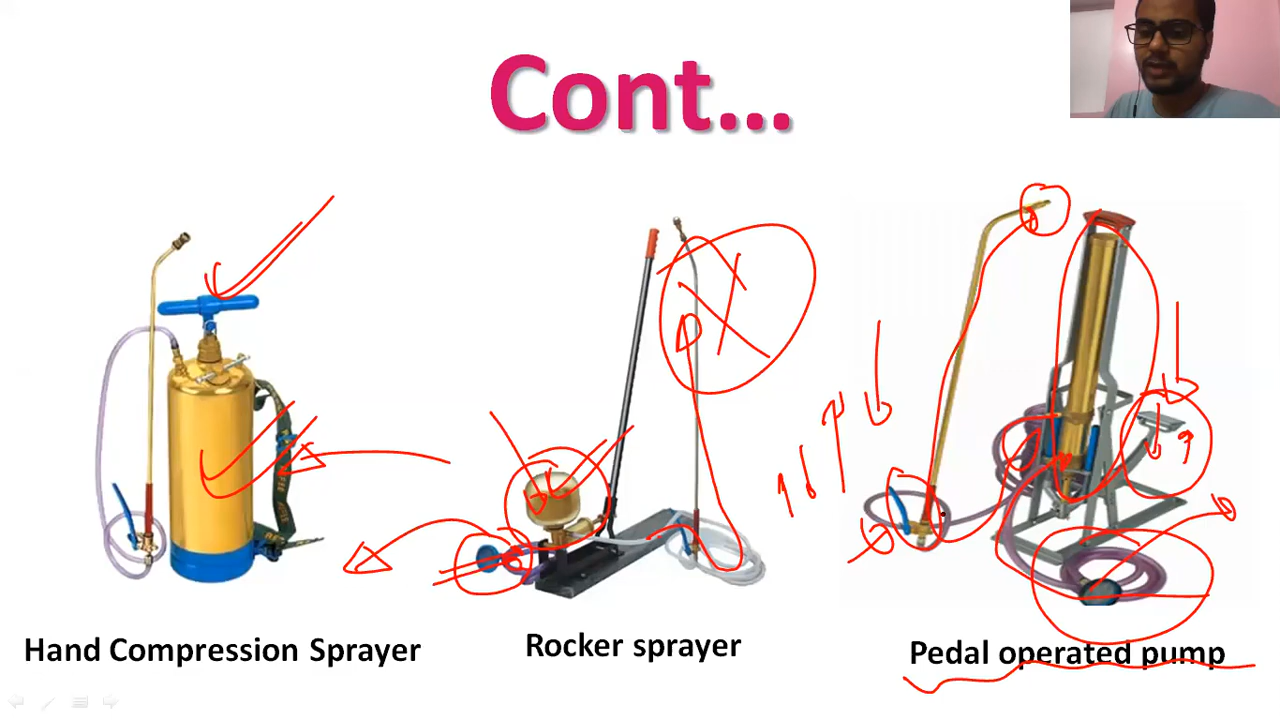 Cont...
Hand Compression Sprayer
Rocker sprayer
Pedal operated pump